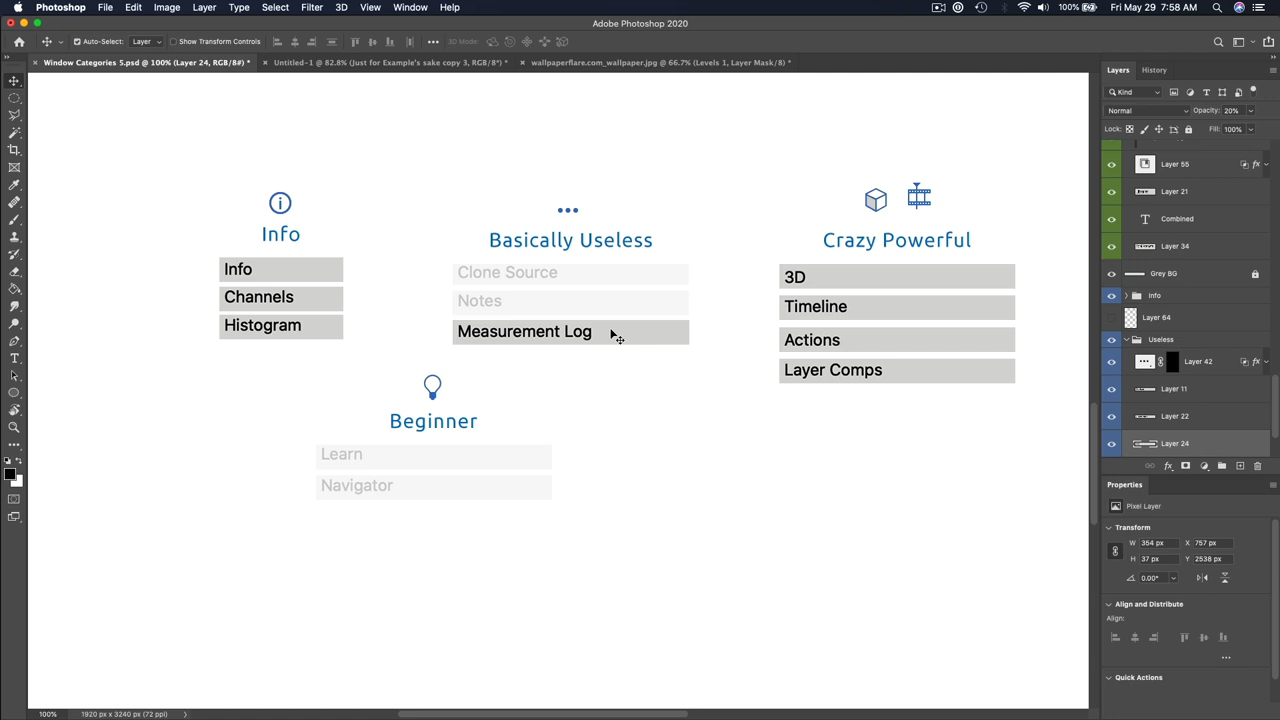 Photoshop File Edit Image Layer Type Select Filter 3D View Window Help
100% Fri May 29 7:58 AM
Adobe Photoshop 2020
Auto-Select: Layer Show Transform Controls 3D Mode:
Window Categories 5.psd @ 100% (Layer 24, RGB/8#) *
Untitled-1 @ 82.8% (Just for Example's sake copy 3, RGB/8*) *
wallpaperflare.com_wallpaper.jpg @ 66.7% (Levels 1, Layer Mask/8) *
Info
Info
Channels
Histogram
Basically Useless
Clone Source
Notes
Measurement Log
Crazy Powerful
3D
Timeline
Actions
Layer Comps
Beginner
Learn
Navigator
Layers History
Kind
Normal Opacity: 20%
Lock: Fill: 100%
Layer 55 fx
Layer 21
Combined
Layer 34
Grey BG
Info
Layer 64
Useless
Layer 42 fx
Layer 11
Layer 22
Layer 24
fx
Properties
Pixel Layer
Transform
W 354 px X 757 px
H 37 px Y 2538 px
0.00°
Align and Distribute
Align:
Quick Actions
100% 1920 px x 3240 px (72 ppi)